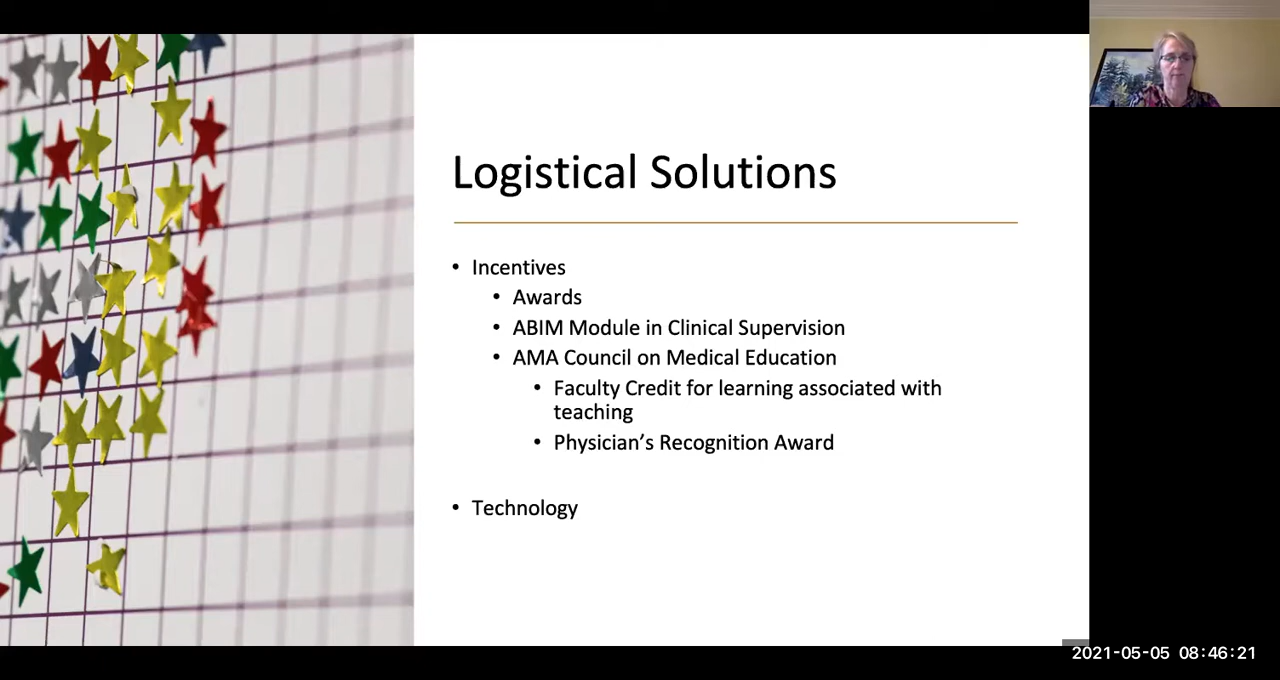 Logistical Solutions
• Incentives
• Awards
• ABIM Module in Clinical Supervision
• AMA Council on Medical Education
• Faculty Credit for learning associated with
teaching
• Physician’s Recognition Award
• Technology
2021-05-05 08:46:21